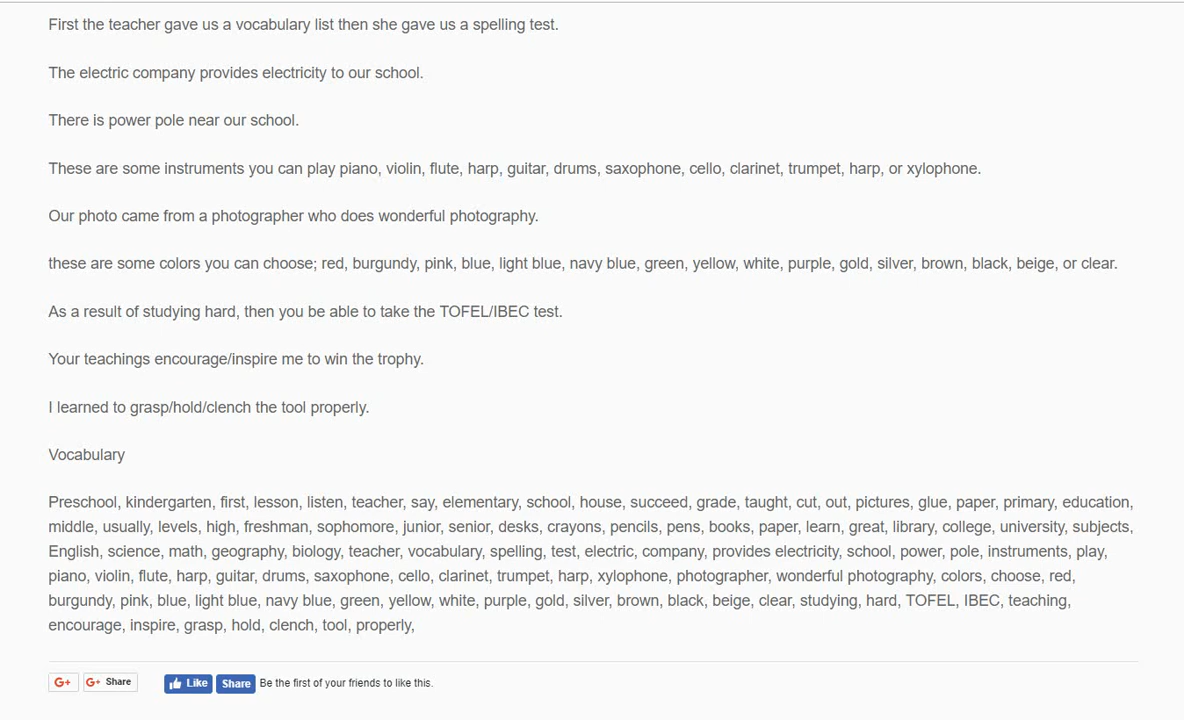 First the teacher gave us a vocabulary list then she gave us a spelling test.
The electric company provides electricity to our school.
There is power pole near our school.
These are some instruments you can play piano, violin, flute, harp, guitar, drums, saxophone, cello, clarinet, trumpet, harp, or xylophone.
Our photo came from a photographer who does wonderful photography.
these are some colors you can choose; red, burgundy, pink, blue, light blue, navy blue, green, yellow, white, purple, gold, silver, brown, black, beige, or clear.
As a result of studying hard, then you be able to take the TOFEL/IBEC test.
Your teachings encourage/inspire me to win the trophy.
I learned to grasp/hold/clench the tool properly.
Vocabulary
Preschool, kindergarten, first, lesson, listen, teacher, say, elementary, school, house, succeed, grade, taught, cut, out, pictures, glue, paper, primary, education,
middle, usually, levels, high, freshman, sophomore, junior, senior, desks, crayons, pencils, pens, books, paper, learn, great, library, college, university, subjects,
English, science, math, geography, biology, teacher, vocabulary, spelling, test, electric, company, provides electricity, school, power, pole, instruments, play,
piano, violin, flute, harp, guitar, drums, saxophone, cello, clarinet, trumpet, harp, xylophone, photographer, wonderful photography, colors, choose, red,
burgundy, pink, blue, light blue, navy blue, green, yellow, white, purple, gold, silver, brown, black, beige, clear, studying, hard, TOFEL, IBEC, teaching,
encourage, inspire, grasp, hold, clench, tool, properly,
G+ G+ Share Like Share Be the first of your friends to like this.